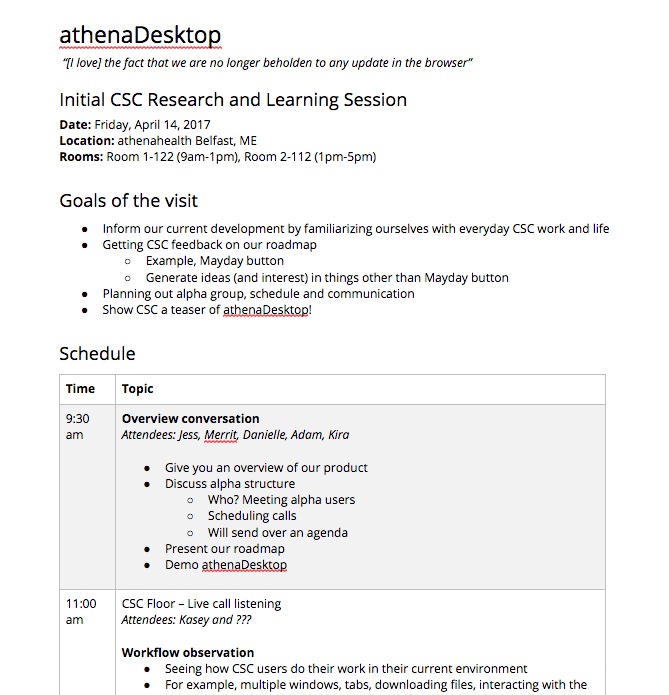 athenaDesktop
“[I love] the fact that we are no longer beholden to any update in the browser”
Initial CSC Research and Learning Session
Date: Friday, April 14, 2017
Location: athenahealth Belfast, ME
Rooms: Room 1-122 (9am-1pm), Room 2-112 (1pm-5pm)
Goals of the visit
● Inform our current development by familiarizing ourselves with everyday CSC work and life
● Getting CSC feedback on our roadmap
○ Example, Mayday button
○ Generate ideas (and interest) in things other than Mayday button
● Planning out alpha group, schedule and communication
● Show CSC a teaser of athenaDesktop!
Schedule
Time Topic
9:30 am
Overview conversation
Attendees: Jess, Merrit, Danielle, Adam, Kira
● Give you an overview of our product
● Discuss alpha structure
○ Who? Meeting alpha users
○ Scheduling calls
○ Will send over an agenda
● Present our roadmap
● Demo athenaDesktop
11:00 am
CSC Floor – Live call listening
Attendees: Kasey and ???
Workflow observation
● Seeing how CSC users do their work in their current environment
● For example, multiple windows, tabs, downloading files, interacting with the